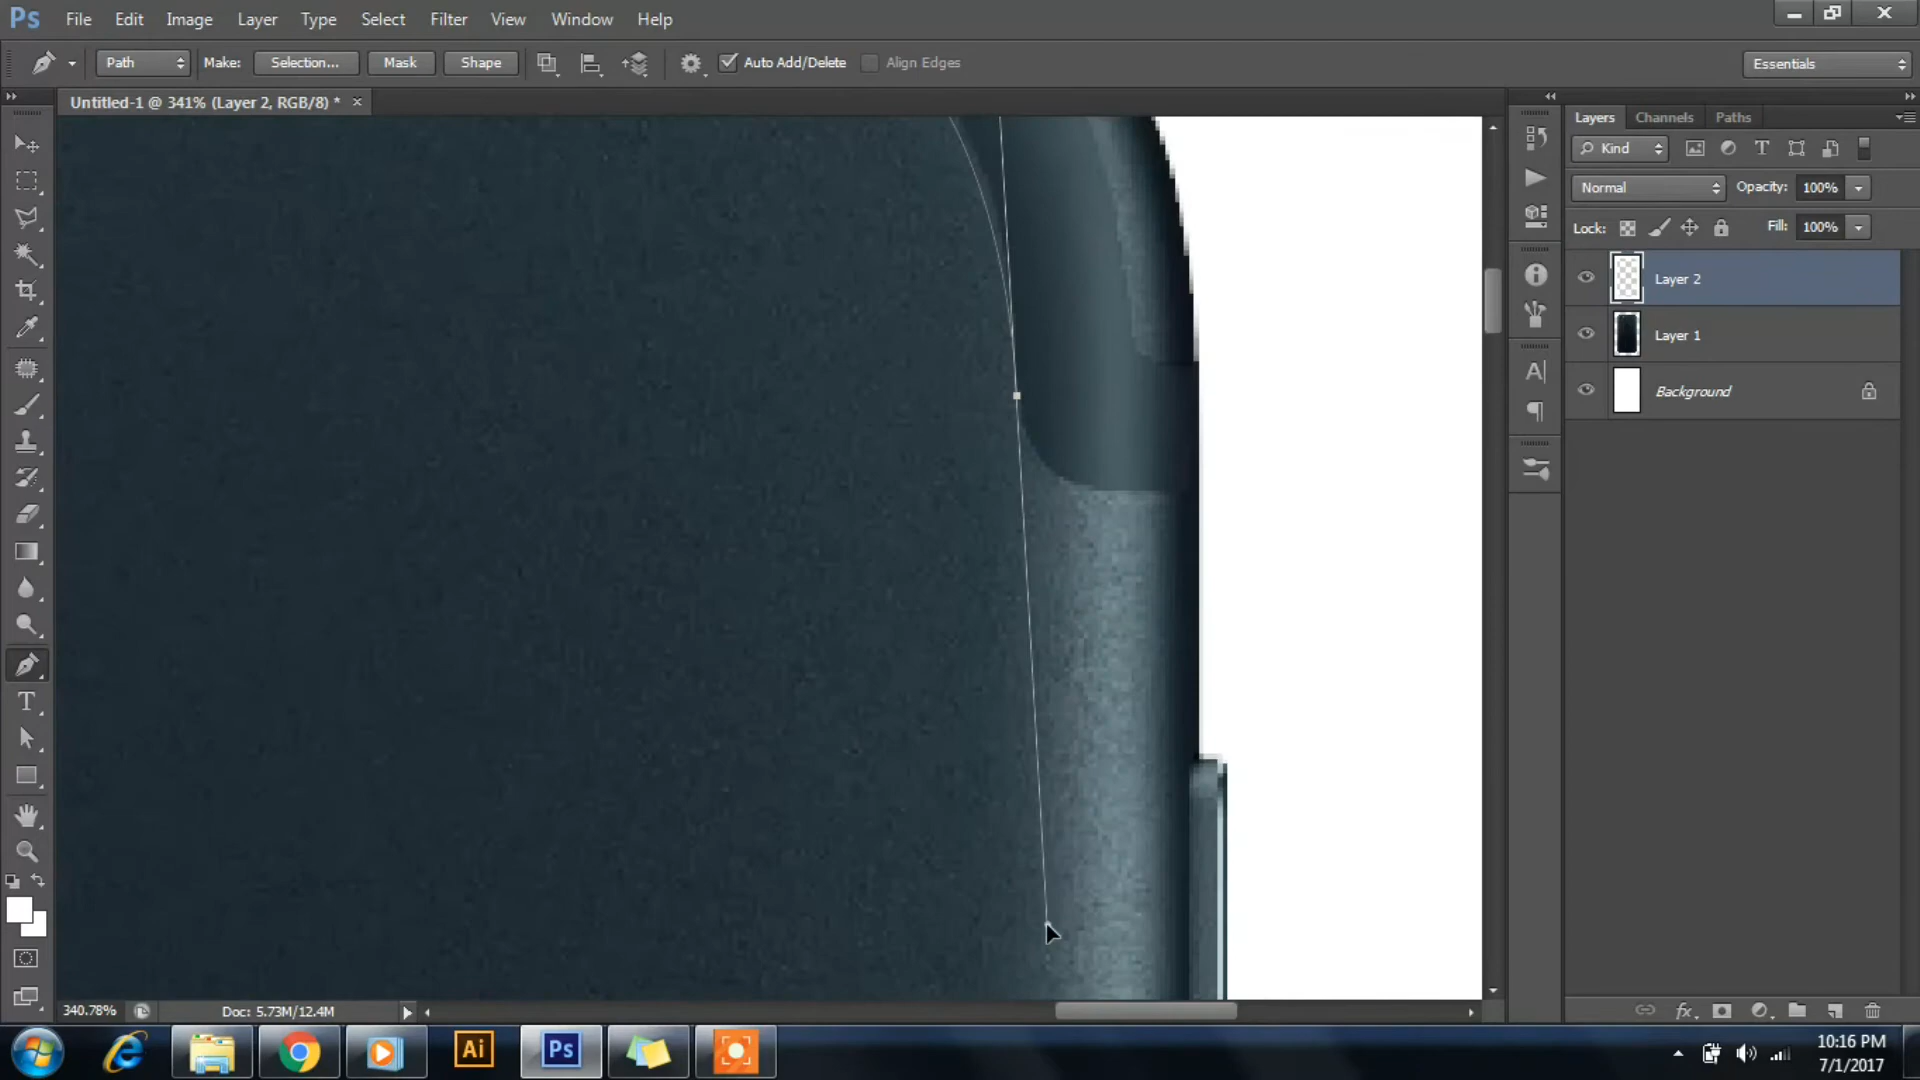 Ps File Edit Image Layer Type Select Filter View Window Help
Path Make: Selection... Mask Shape Auto Add/Delete Align Edges Essentials
Untitled-1 @ 341% (Layer 2, RGB/8) * ×
Layers Channels Paths
Kind
Normal Opacity: 100%
Lock: Fill: 100%
Layer 2
Layer 1
Background
340.78% Doc: 5.73M/12.4M
Ai Ps
10:16 PM
7/1/2017